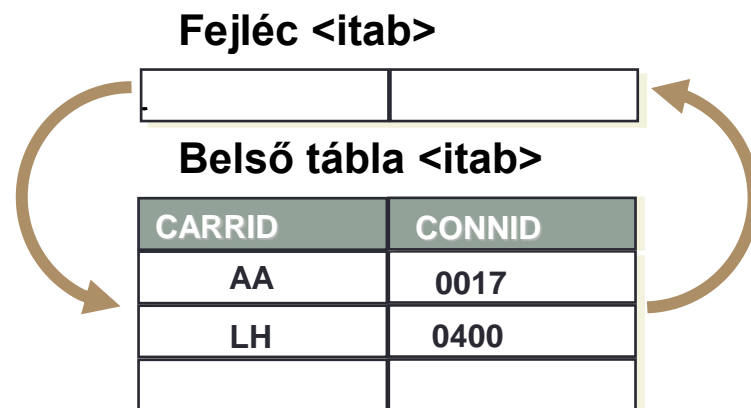 Fejléc <itab>
Belső tábla <itab>
CARRID CONNID
AA 0017
LH 0400